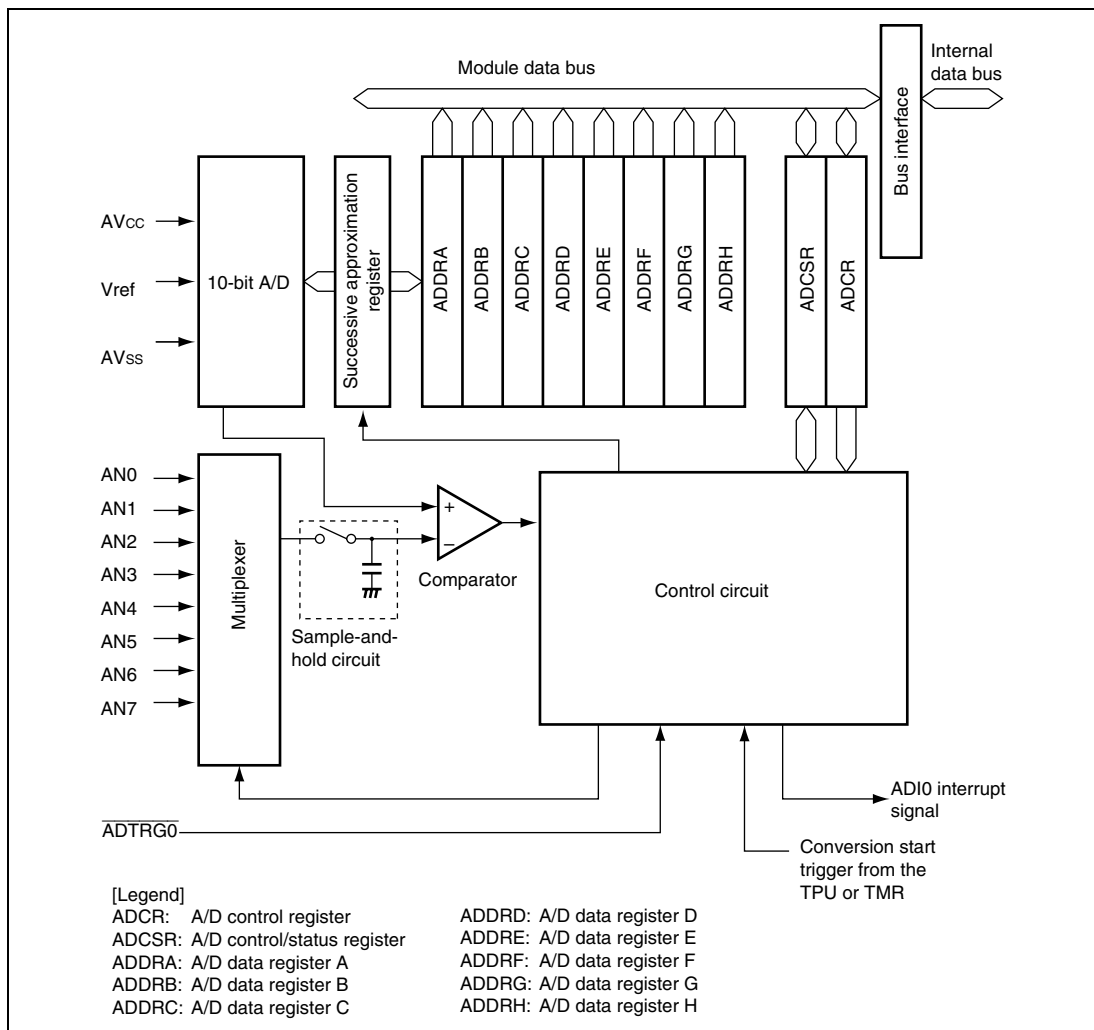 Module data bus
Internal
data bus
Bus interface
AVCC
Vref
AVSS
10-bit A/D
Successive approximation
register
ADDRA
ADDRB
ADDRC
ADDRD
ADDRE
ADDRF
ADDRG
ADDRH
ADCSR
ADCR
AN0
AN1
AN2
AN3
AN4
AN5
AN6
AN7
Multiplexer
+
−
Comparator
Sample-and-
hold circuit
Control circuit
ADI0 interrupt
signal
ADTRG0
Conversion start
trigger from the
TPU or TMR
[Legend]
ADCR: A/D control register
ADCSR: A/D control/status register
ADDRA: A/D data register A
ADDRB: A/D data register B
ADDRC: A/D data register C
ADDRD: A/D data register D
ADDRE: A/D data register E
ADDRF: A/D data register F
ADDRG: A/D data register G
ADDRH: A/D data register H